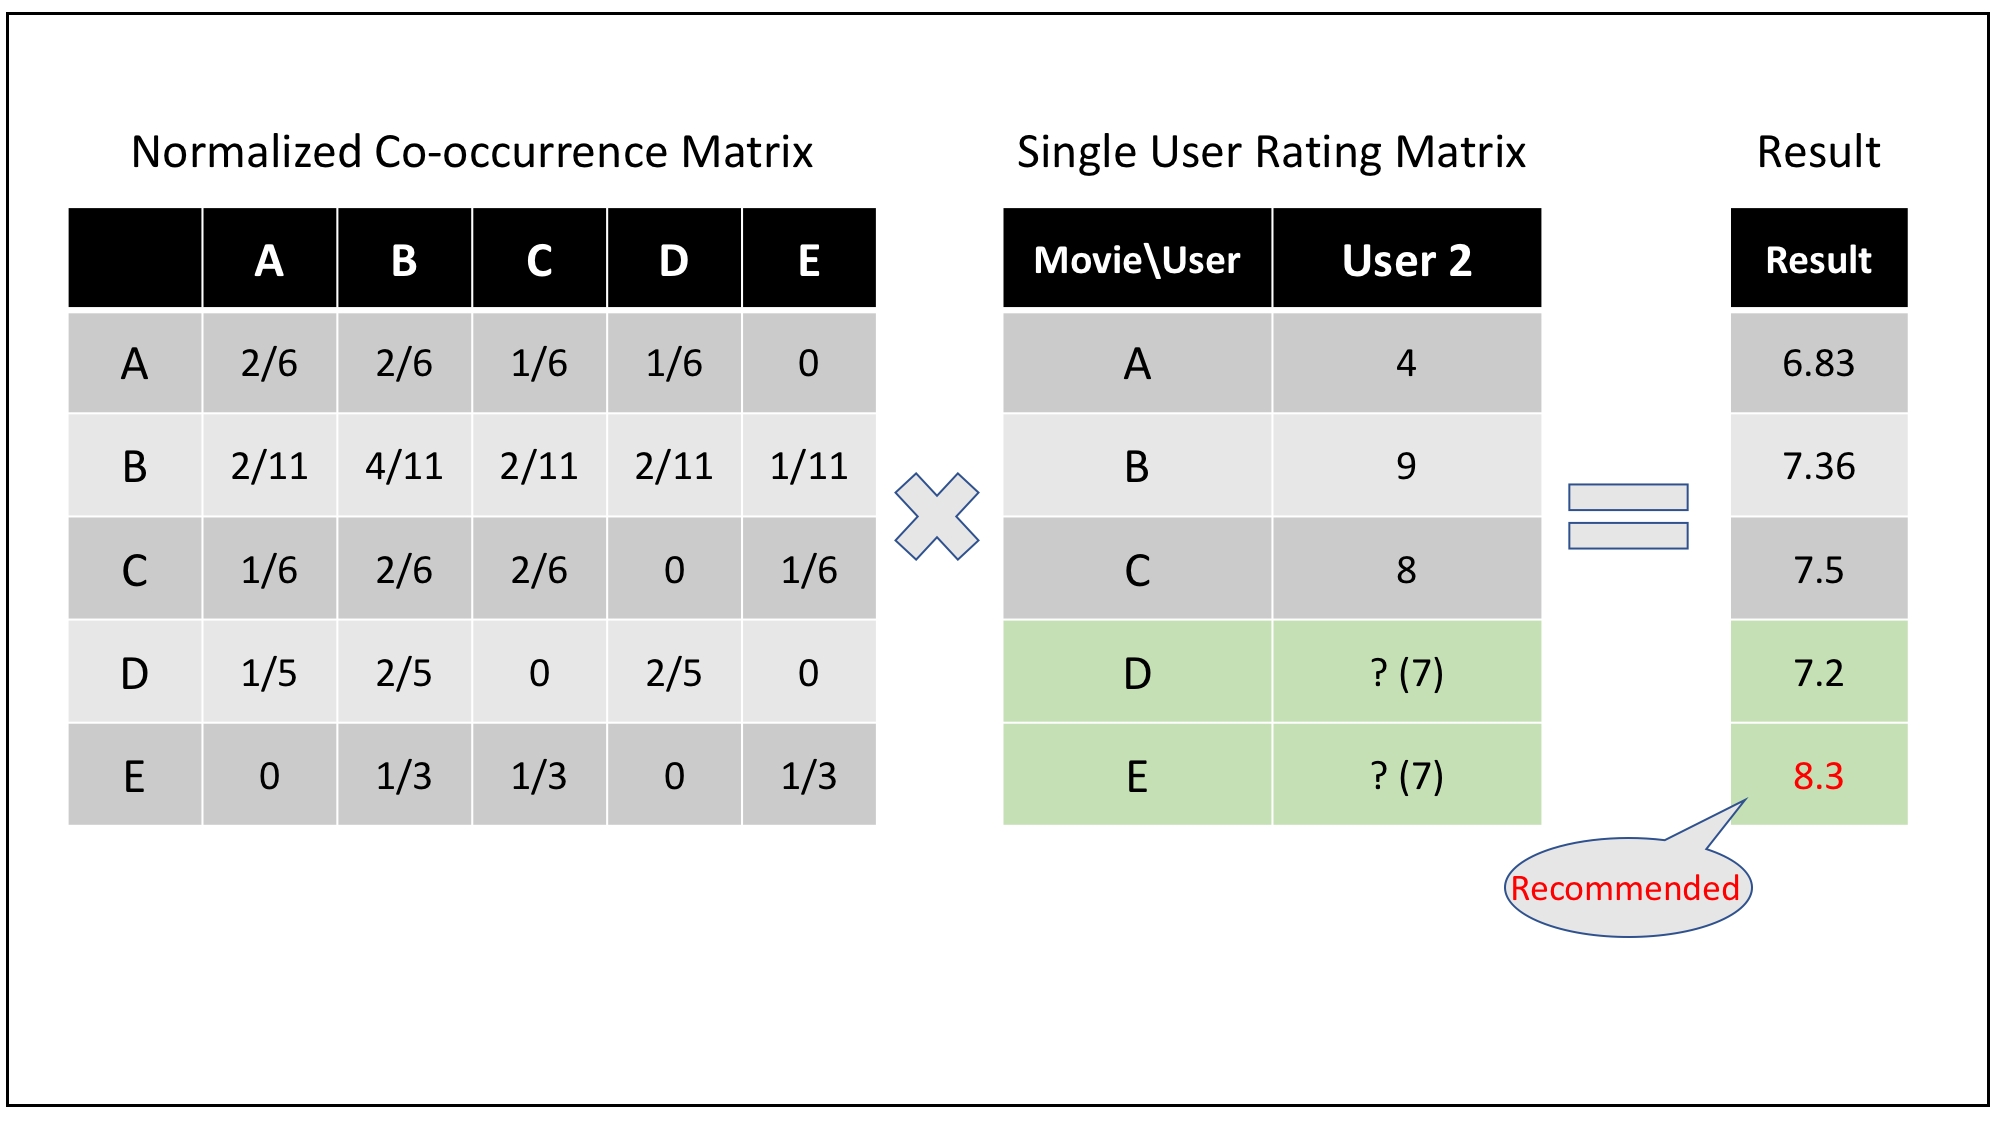 Normalized Co-occurrence Matrix Single User Rating Matrix Result
A B C D E Movie\User User 2 Result
A 2/6 2/6 1/6 1/6 0 A 4 6.83
B 2/11 4/11 2/11 2/11 1/11 B 9 7.36
C 1/6 2/6 2/6 0 1/6 C 8 7.5
D 1/5 2/5 0 2/5 0 D ? (7) 7.2
E 0 1/3 1/3 0 1/3 E ? (7) 8.3
Recommended